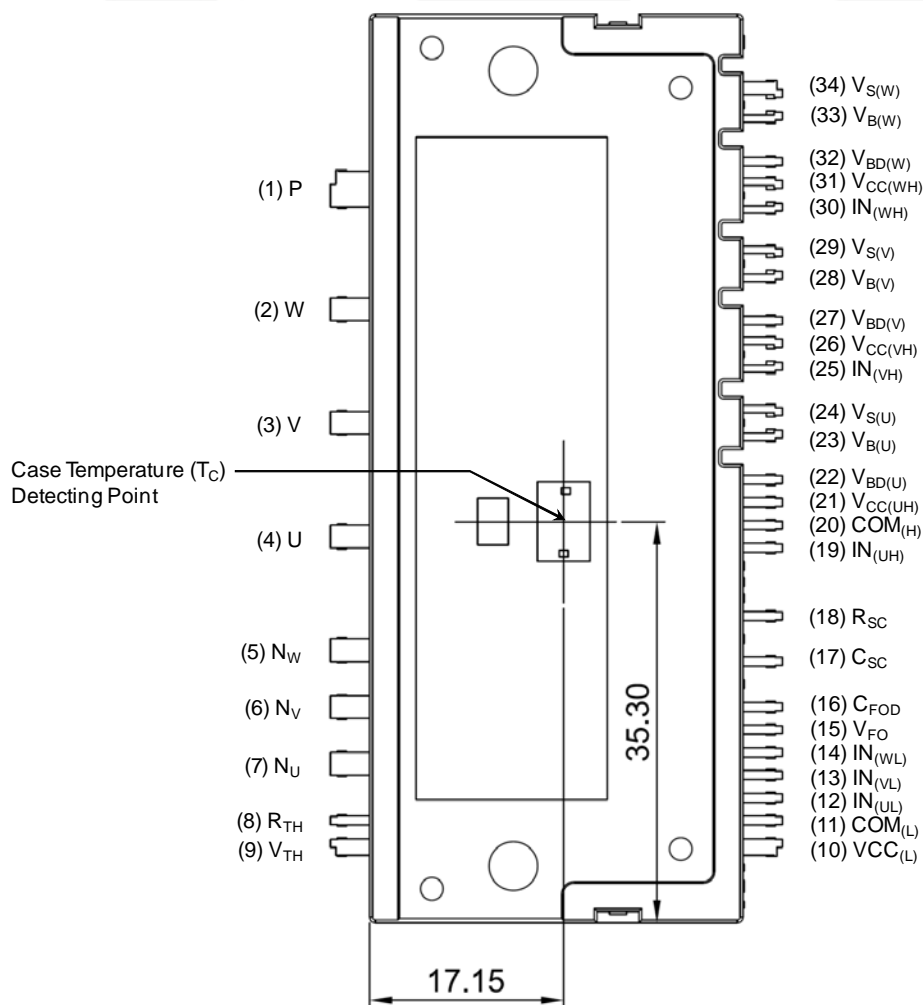 (1) P
(2) W
(3) V
Case Temperature (T_C)
Detecting Point
(4) U
(5) N_W
(6) N_V
(7) N_U
(8) R_TH
(9) V_TH
(34) V_S(W)
(33) V_B(W)
(32) V_BD(W)
(31) V_CC(WH)
(30) IN_(WH)
(29) V_S(V)
(28) V_B(V)
(27) V_BD(V)
(26) V_CC(VH)
(25) IN_(VH)
(24) V_S(U)
(23) V_B(U)
(22) V_BD(U)
(21) V_CC(UH)
(20) COM_(H)
(19) IN_(UH)
(18) R_SC
(17) C_SC
(16) C_FOD
(15) V_FO
(14) IN_(WL)
(13) IN_(VL)
(12) IN_(UL)
(11) COM_(L)
(10) VCC_(L)
35.30
17.15